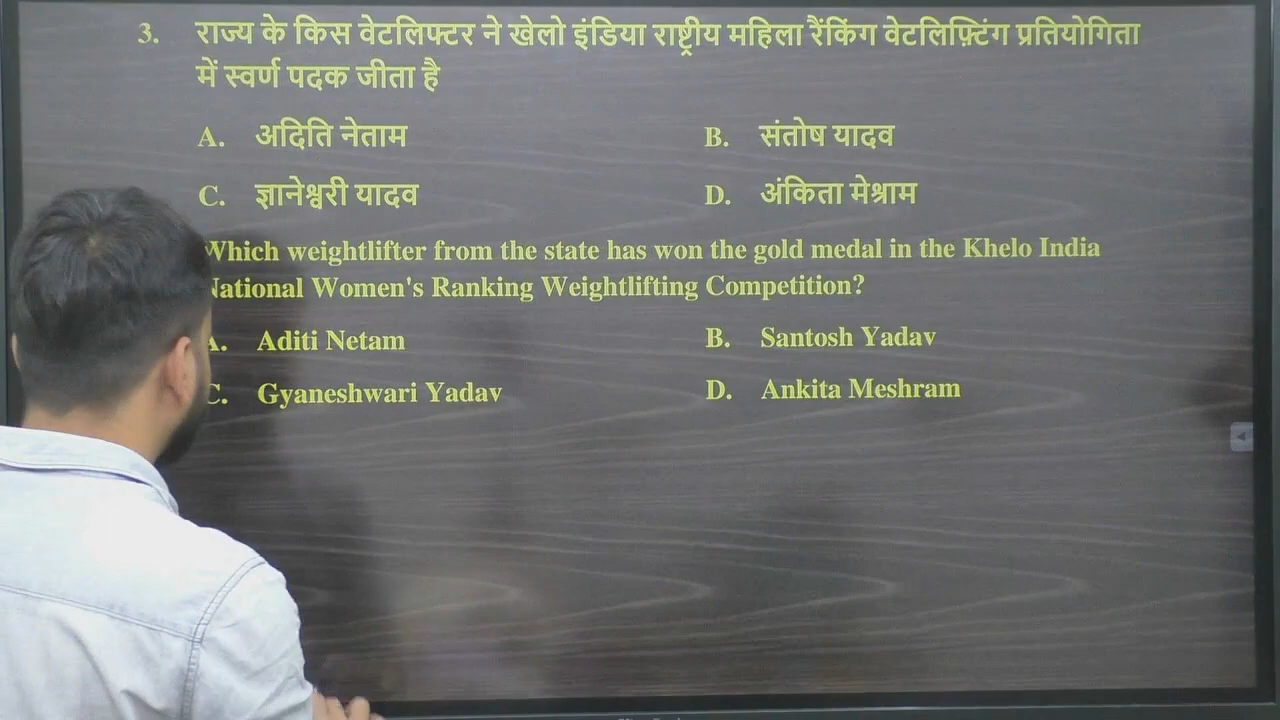 3. राज्य के किस वेटलिफ्टर ने खेलो इंडिया राष्ट्रीय महिला रैंकिंग वेटलिफ़्टिंग प्रतियोगिता
में स्वर्ण पदक जीता है
A. अदिति नेताम B. संतोष यादव
C. ज्ञानेश्वरी यादव D. अंकिता मेश्राम
Which weightlifter from the state has won the gold medal in the Khelo India
National Women's Ranking Weightlifting Competition?
A. Aditi Netam B. Santosh Yadav
C. Gyaneshwari Yadav D. Ankita Meshram